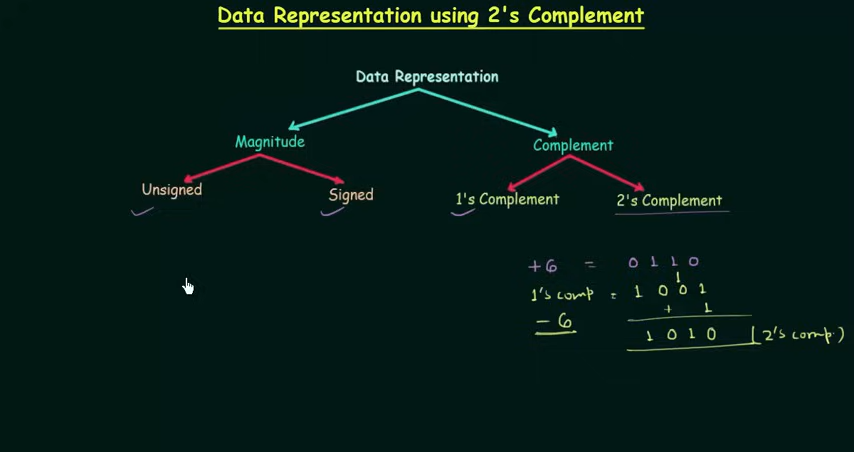 Data Representation using 2's Complement
Data Representation
Magnitude Complement
Unsigned Signed 1's Complement 2's Complement
+6 = 0 1 1 0
1
1's comp = 1 0 0 1
+ 1
- 6
1 0 1 0 (2's comp.)